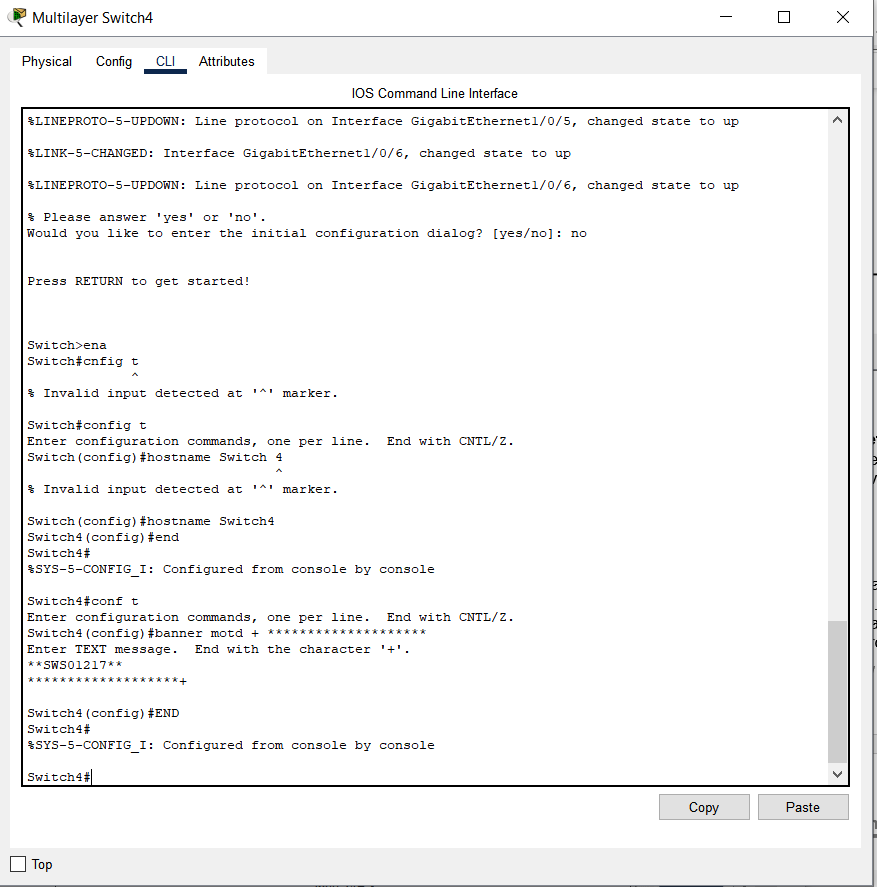 Multilayer Switch4
Physical Config CLI Attributes
IOS Command Line Interface
%LINEPROTO-5-UPDOWN: Line protocol on Interface GigabitEthernet1/0/5, changed state to up
%LINK-5-CHANGED: Interface GigabitEthernet1/0/6, changed state to up
%LINEPROTO-5-UPDOWN: Line protocol on Interface GigabitEthernet1/0/6, changed state to up
% Please answer 'yes' or 'no'.
Would you like to enter the initial configuration dialog? [yes/no]: no
Press RETURN to get started!
Switch>ena
Switch#cnfig t
^
% Invalid input detected at '^' marker.
Switch#config t
Enter configuration commands, one per line.  End with CNTL/Z.
Switch(config)#hostname Switch 4
^
% Invalid input detected at '^' marker.
Switch(config)#hostname Switch4
Switch4(config)#end
Switch4#
%SYS-5-CONFIG_I: Configured from console by console
Switch4#conf t
Enter configuration commands, one per line.  End with CNTL/Z.
Switch4(config)#banner motd + ********************
Enter TEXT message.  End with the character '+'.
**SWS01217**
*******************+
Switch4(config)#END
Switch4#
%SYS-5-CONFIG_I: Configured from console by console
Switch4#
Copy Paste
Top